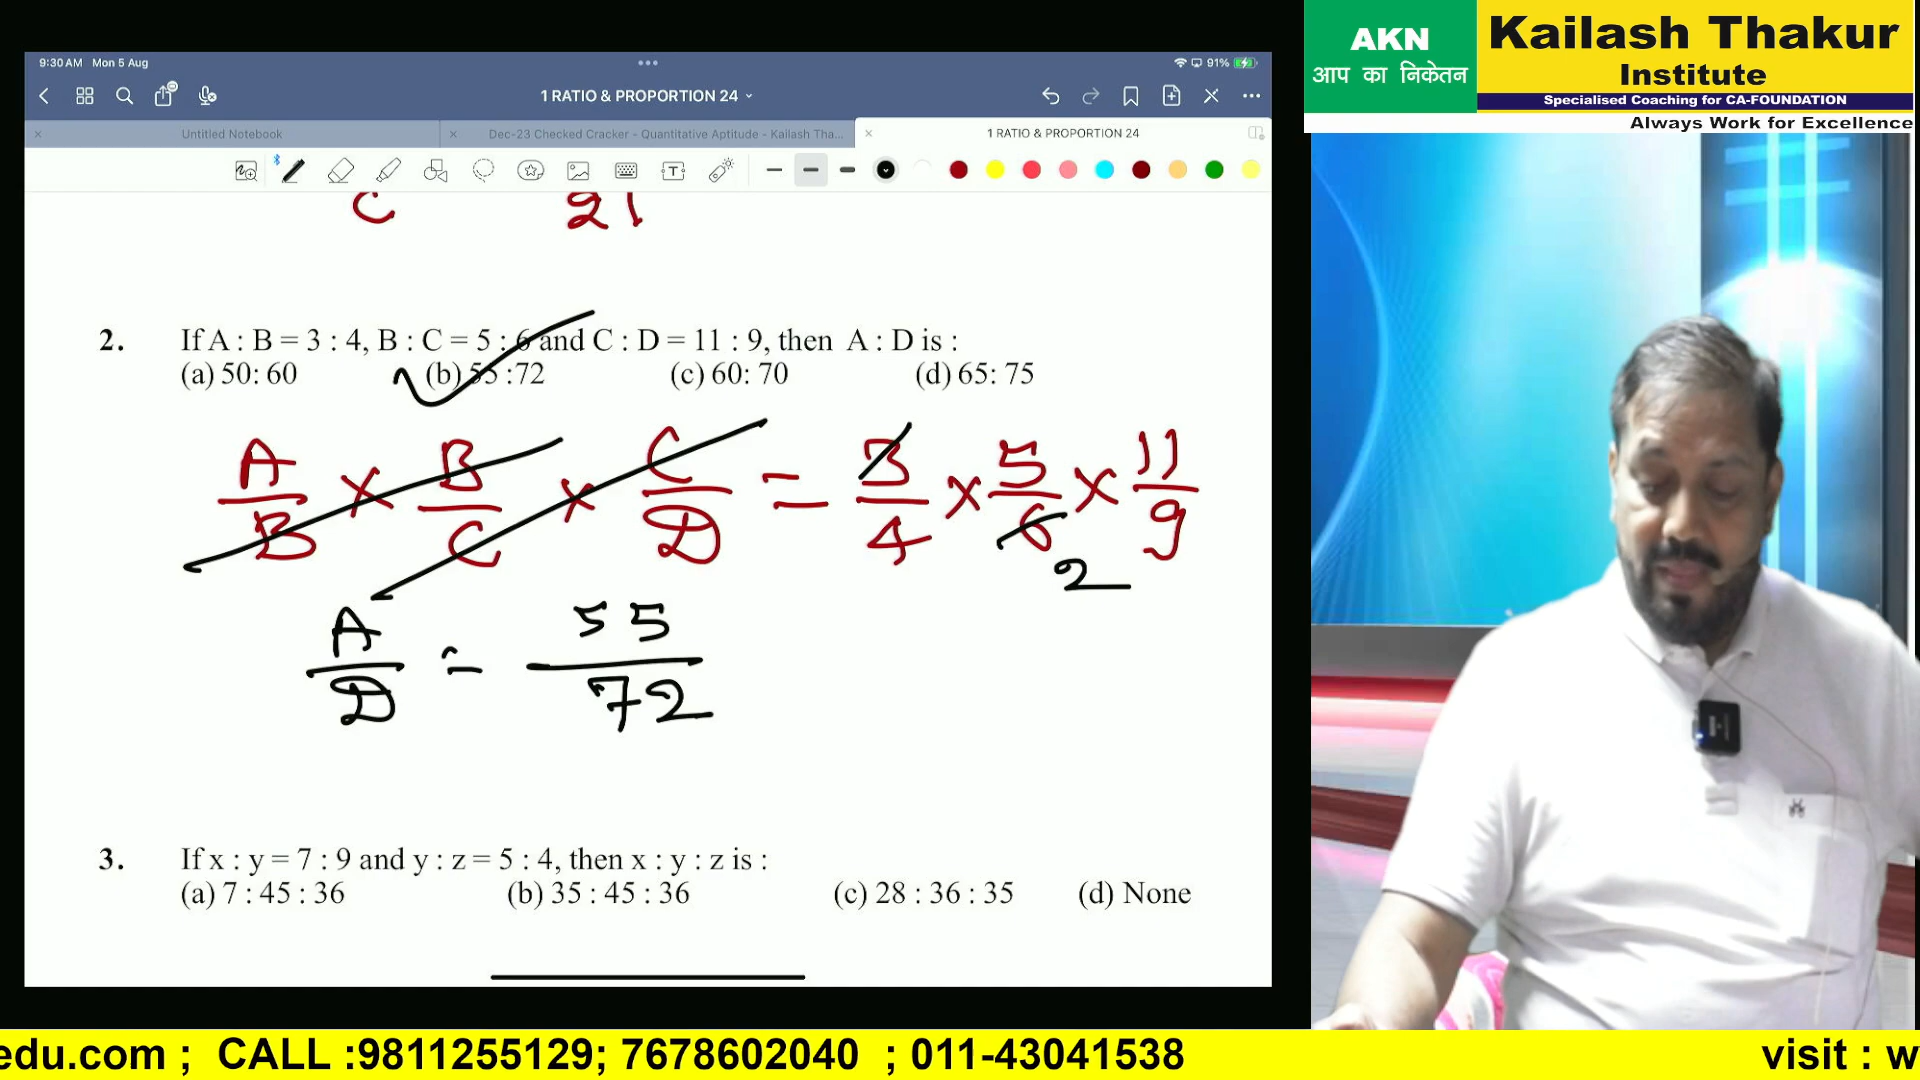 9:30 AM Mon 5 Aug
91%
1 RATIO & PROPORTION 24
Untitled Notebook
Dec-23 Checked Cracker - Quantitative Aptitude - Kailash Tha...
1 RATIO & PROPORTION 24
C 21
2. If A : B = 3 : 4, B : C = 5 : 6 and C : D = 11 : 9, then A : D is :
(a) 50: 60 (b) 55 :72 (c) 60: 70 (d) 65: 75
A/B × B/C × C/D = 3/4 × 5/6 × 11/9
2
A/D = 55/72
3. If x : y = 7 : 9 and y : z = 5 : 4, then x : y : z is :
(a) 7 : 45 : 36 (b) 35 : 45 : 36 (c) 28 : 36 : 35 (d) None
AKN
आप का निकेतन
Kailash Thakur
Institute
Specialised Coaching for CA-FOUNDATION
Always Work for Excellence
edu.com ; CALL :9811255129; 7678602040 ; 011-43041538 visit : w